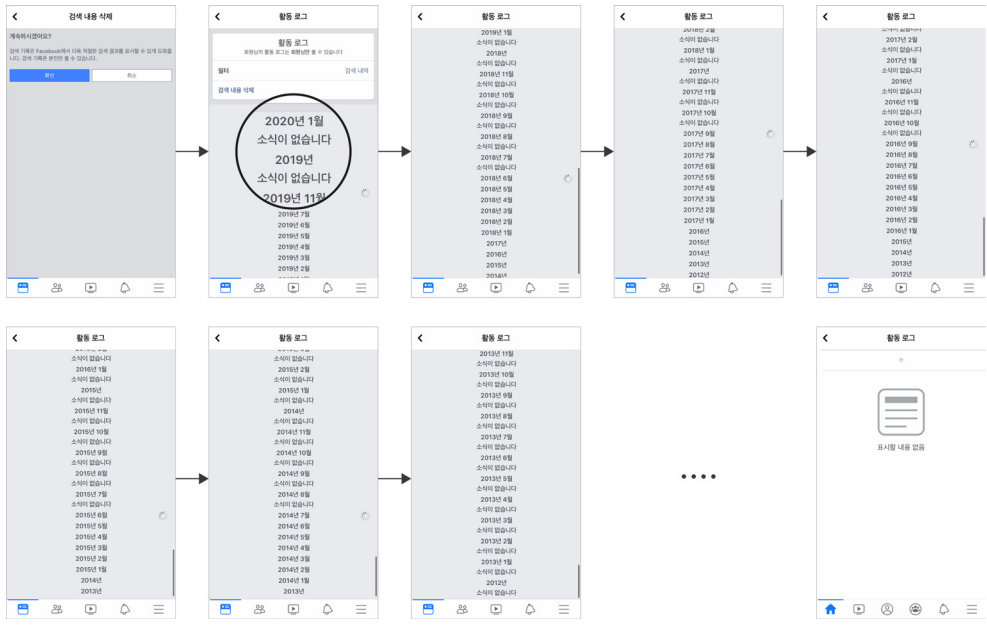 검색 내용 삭제
계속하시겠어요?
검색 기록은 Facebook에서 더욱 적절한 검색 결과를 표시할 수 있게 도와줍
니다. 검색 기록은 본인만 볼 수 있습니다.
확인
취소
활동 로그
활동 로그
회원님의 활동 로그는 회원님만 볼 수 있습니다
필터
검색 내역
검색 내용 삭제
2020년 1월
소식이 없습니다
2019년
소식이 없습니다
2019년 11월
2019년 7월
2019년 6월
2019년 5월
2019년 4월
2019년 3월
2019년 2월
활동 로그
2019년 1월
소식이 없습니다
2018년
소식이 없습니다
2018년 11월
소식이 없습니다
2018년 10월
소식이 없습니다
2018년 9월
소식이 없습니다
2018년 8월
소식이 없습니다
2018년 7월
소식이 없습니다
2018년 6월
2018년 5월
2018년 4월
2018년 3월
2018년 2월
2018년 1월
2017년
2016년
2015년
2014년
활동 로그
2018년 2월
소식이 없습니다
2018년 1월
소식이 없습니다
2017년
소식이 없습니다
2017년 11월
소식이 없습니다
2017년 10월
소식이 없습니다
2017년 9월
2017년 8월
2017년 7월
2017년 6월
2017년 5월
2017년 4월
2017년 3월
2017년 2월
2017년 1월
2016년
2015년
2014년
2013년
2012년
활동 로그
소식이 없습니다
2017년 2월
소식이 없습니다
2017년 1월
소식이 없습니다
2016년
소식이 없습니다
2016년 11월
소식이 없습니다
2016년 10월
소식이 없습니다
2016년 9월
2016년 8월
2016년 7월
2016년 6월
2016년 5월
2016년 4월
2016년 3월
2016년 2월
2016년 1월
2015년
2014년
2013년
2012년
활동 로그
소식이 없습니다
2016년 1월
소식이 없습니다
2015년
소식이 없습니다
2015년 11월
소식이 없습니다
2015년 10월
소식이 없습니다
2015년 9월
소식이 없습니다
2015년 8월
소식이 없습니다
2015년 7월
소식이 없습니다
2015년 6월
2015년 5월
2015년 4월
2015년 3월
2015년 2월
2015년 1월
2014년
2013년
활동 로그
소식이 없습니다
2015년 2월
소식이 없습니다
2015년 1월
소식이 없습니다
2014년
소식이 없습니다
2014년 11월
소식이 없습니다
2014년 10월
소식이 없습니다
2014년 9월
소식이 없습니다
2014년 8월
소식이 없습니다
2014년 7월
2014년 6월
2014년 5월
2014년 4월
2014년 3월
2014년 2월
2014년 1월
2013년
활동 로그
2013년 11월
소식이 없습니다
2013년 10월
소식이 없습니다
2013년 9월
소식이 없습니다
2013년 8월
소식이 없습니다
2013년 7월
소식이 없습니다
2013년 6월
소식이 없습니다
2013년 5월
소식이 없습니다
2013년 4월
소식이 없습니다
2013년 3월
소식이 없습니다
2013년 2월
소식이 없습니다
2013년 1월
소식이 없습니다
2012년
소식이 없습니다
활동 로그
표시할 내용 없음